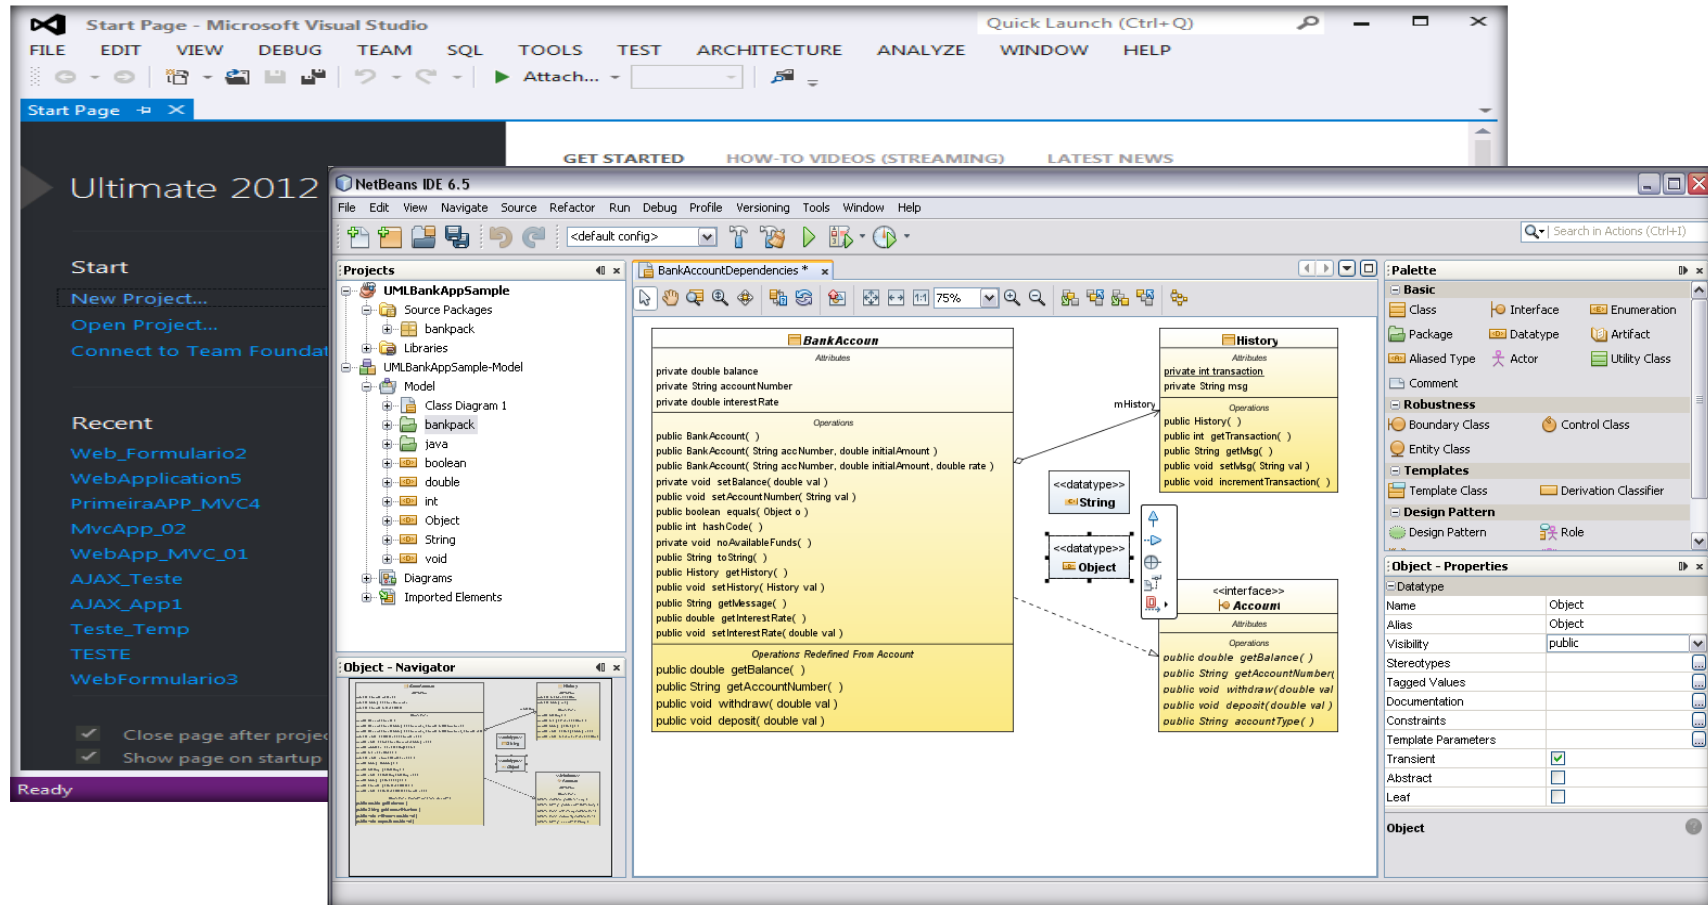 Start Page - Microsoft Visual Studio
Quick Launch (Ctrl+Q)
FILE EDIT VIEW DEBUG TEAM SQL TOOLS TEST ARCHITECTURE ANALYZE WINDOW HELP
Attach...
Start Page
GET STARTED HOW-TO VIDEOS (STREAMING) LATEST NEWS
Ultimate 2012
Start
New Project...
Open Project...
Connect to Team Foundat
Recent
Web_Formulario2
WebApplication5
PrimeiraAPP_MVC4
MvcApp_02
WebApp_MVC_01
AJAX_Teste
AJAX_App1
Teste_Temp
TESTE
WebFormulario3
Close page after projec
Show page on startup
Ready
NetBeans IDE 6.5
File Edit View Navigate Source Refactor Run Debug Profile Versioning Tools Window Help
<default config>
Search in Actions (Ctrl+I)
Projects
UMLBankAppSample
Source Packages
bankpack
Libraries
UMLBankAppSample-Model
Model
Class Diagram 1
bankpack
java
boolean
double
int
Object
String
void
Diagrams
Imported Elements
Object - Navigator
BankAccountDependencies *
1:1 75%
BankAccoun
Attributes
private double balance
private String accountNumber
private double interestRate
Operations
public BankAccount( )
public BankAccount( String accNumber, double initialAmount )
public BankAccount( String accNumber, double initialAmount, double rate )
private void setBalance( double val )
public void setAccountNumber( String val )
public boolean equals( Object o )
public int hashCode( )
private void noAvailableFunds( )
public String toString( )
public History getHistory( )
public void setHistory( History val )
public String getMessage( )
public double getInterestRate( )
public void setInterestRate( double val )
Operations Redefined From Account
public double getBalance( )
public String getAccountNumber( )
public void withdraw( double val )
public void deposit( double val )
mHistory
History
Attributes
private int transaction
private String msg
Operations
public History( )
public int getTransaction( )
public String getMsg( )
public void setMsg( String val )
public void incrementTransaction( )
<<datatype>>
String
<<datatype>>
Object
<<interface>>
Account
Attributes
Operations
public double getBalance( )
public String getAccountNumber(
public void withdraw( double val
public void deposit( double val )
public String accountType( )
Palette
Basic
Class Interface Enumeration
Package Datatype Artifact
Aliased Type Actor Utility Class
Comment
Robustness
Boundary Class Control Class
Entity Class
Templates
Template Class Derivation Classifier
Design Pattern
Design Pattern Role
Object - Properties
Datatype
Name Object
Alias Object
Visibility public
Stereotypes
Tagged Values
Documentation
Constraints
Template Parameters
Transient
Abstract
Leaf
Object